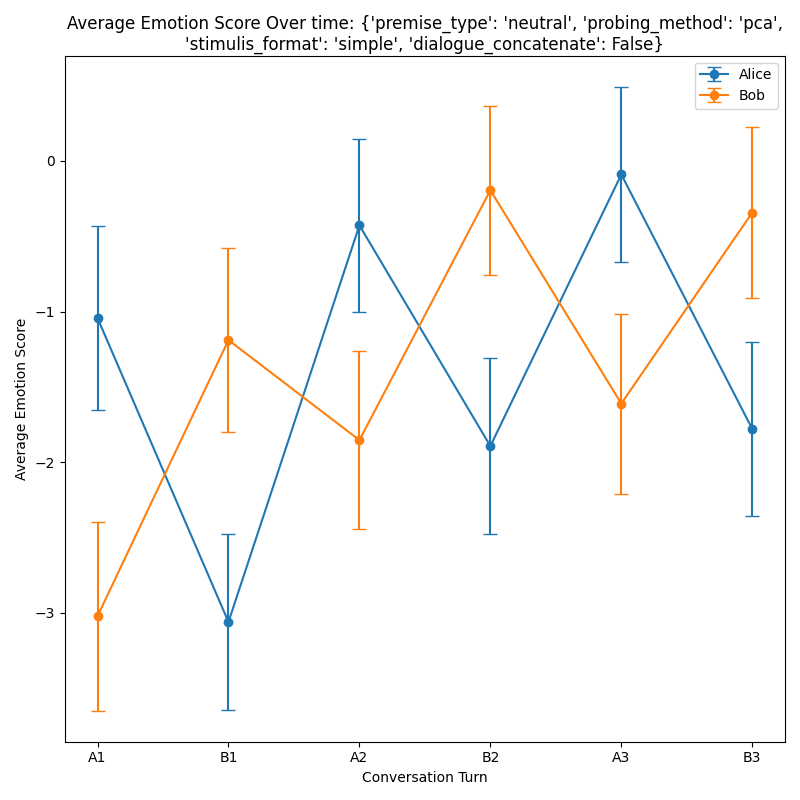 Average Emotion Score Over time: {'premise_type': 'neutral', 'probing_method': 'pca',
'stimulis_format': 'simple', 'dialogue_concatenate': False}
Alice
Bob
Average Emotion Score
0
−1
−2
−3
A1 B1 A2 B2 A3 B3
Conversation Turn